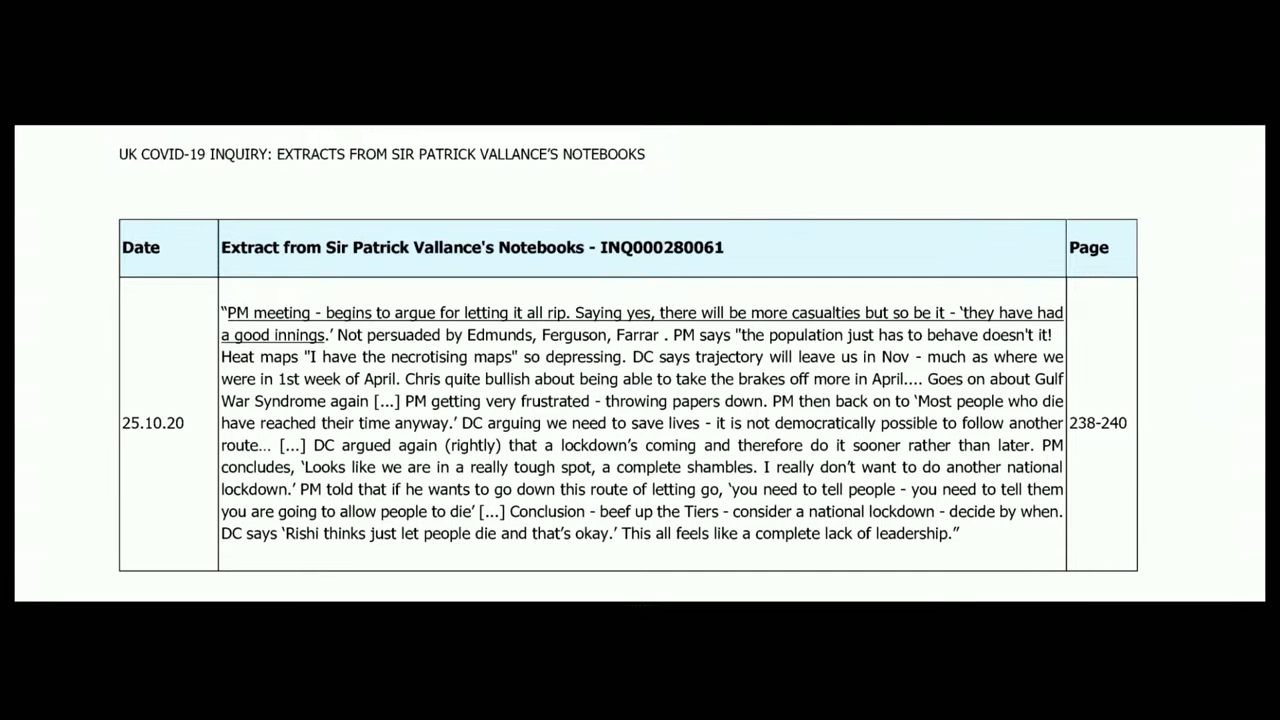 UK COVID-19 INQUIRY: EXTRACTS FROM SIR PATRICK VALLANCE'S NOTEBOOKS
Date
Extract from Sir Patrick Vallance's Notebooks - INQ000280061
Page
25.10.20
“PM meeting - begins to argue for letting it all rip. Saying yes, there will be more casualties but so be it - ‘they have had
a good innings.’ Not persuaded by Edmunds, Ferguson, Farrar . PM says "the population just has to behave doesn't it!
Heat maps "I have the necrotising maps" so depressing. DC says trajectory will leave us in Nov - much as where we
were in 1st week of April. Chris quite bullish about being able to take the brakes off more in April.... Goes on about Gulf
War Syndrome again [...] PM getting very frustrated - throwing papers down. PM then back on to ‘Most people who die
have reached their time anyway.’ DC arguing we need to save lives - it is not democratically possible to follow another
route... [...] DC argued again (rightly) that a lockdown’s coming and therefore do it sooner rather than later. PM
concludes, ‘Looks like we are in a really tough spot, a complete shambles. I really don’t want to do another national
lockdown.’ PM told that if he wants to go down this route of letting go, ‘you need to tell people - you need to tell them
you are going to allow people to die’ [...] Conclusion - beef up the Tiers - consider a national lockdown - decide by when.
DC says ‘Rishi thinks just let people die and that’s okay.’ This all feels like a complete lack of leadership.”
238-240